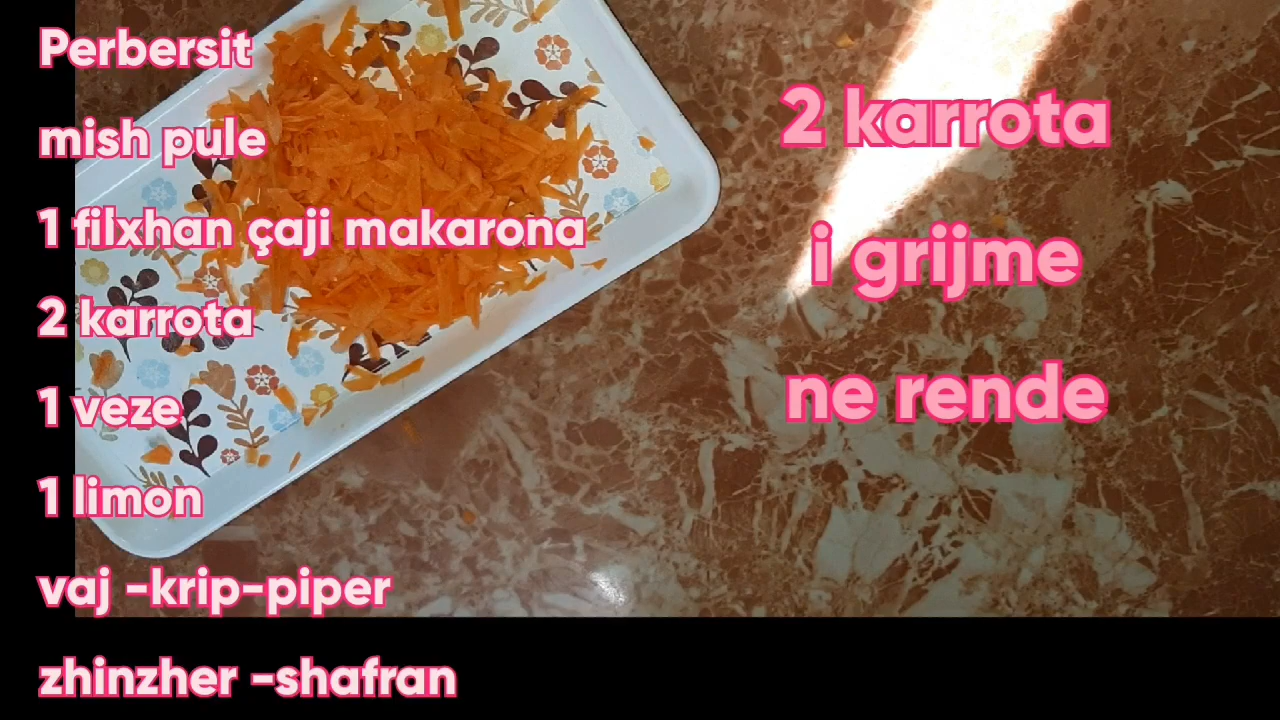 Perbersit
mish pule
1 filxhan çaji makarona
2 karrota
1 veze
1 limon
vaj -krip-piper
zhinzher -shafran
2 karrota
i grijme
ne rende